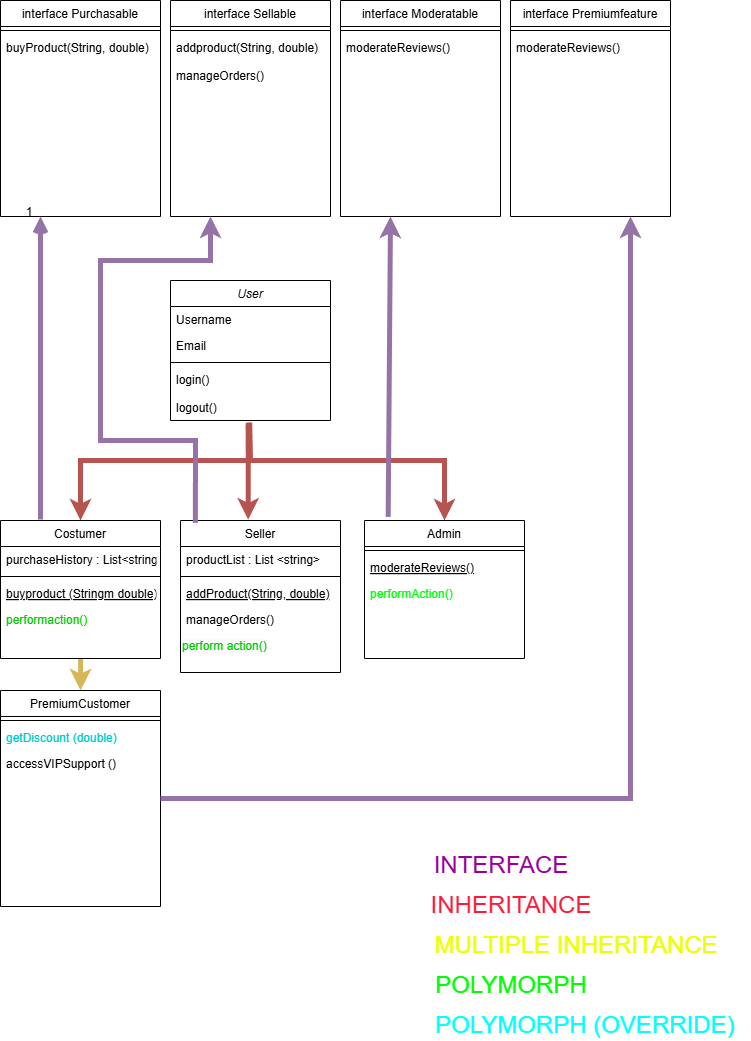 interface Purchasable
buyProduct(String, double)
1
interface Sellable
addproduct(String, double)
manageOrders()
interface Moderatable
moderateReviews()
interface Premiumfeature
moderateReviews()
User
Username
Email
login()
logout()
Costumer
purchaseHistory : List<string
buyproduct (Stringm double)
performaction()
Seller
productList : List <string>
addProduct(String, double)
manageOrders()
perform action()
Admin
moderateReviews()
performAction()
PremiumCustomer
getDiscount (double)
accessVIPSupport ()
INTERFACE
INHERITANCE
MULTIPLE INHERITANCE
POLYMORPH
POLYMORPH (OVERRIDE)